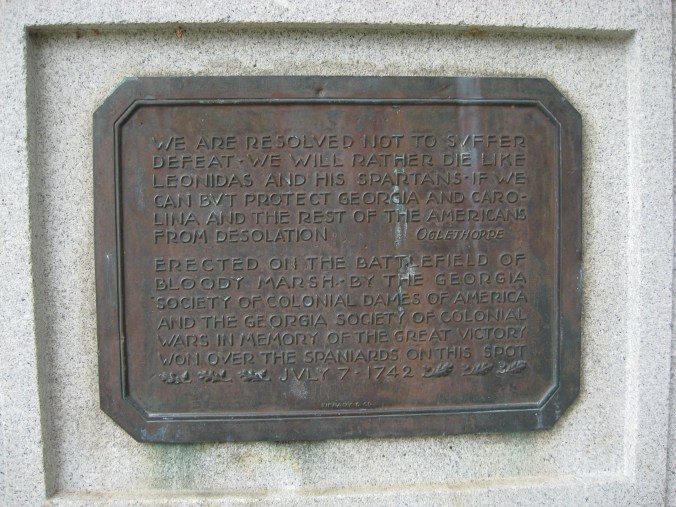 WE ARE RESOLVED NOT TO SVFFER
DEFEAT · WE WILL RATHER DIE LIKE
LEONIDAS AND HIS SPARTANS · IF WE
CAN BVT PROTECT GEORGIA AND CARO-
LINA AND THE REST OF THE AMERICANS
FROM DESOLATION OGLETHORPE
ERECTED ON THE BATTLEFIELD OF
BLOODY MARSH · BY THE GEORGIA
SOCIETY OF COLONIAL DAMES OF AMERICA
AND THE GEORGIA SOCIETY OF COLONIAL
WARS IN MEMORY OF THE GREAT VICTORY
WON OVER THE SPANIARDS ON THIS SPOT
JVLY 7 · 1742